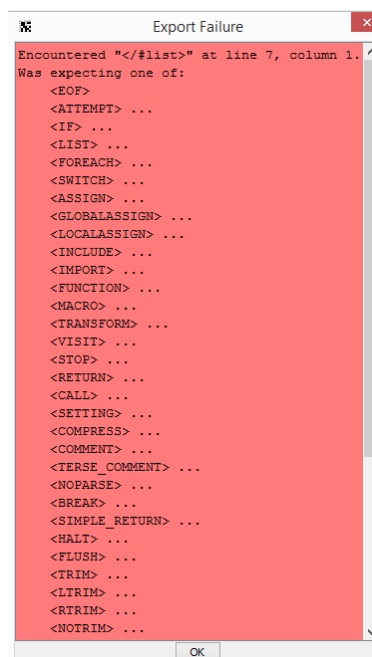 Export Failure
Encountered "</#list>" at line 7, column 1.
Was expecting one of:
<EOF>
<ATTEMPT> ...
<IF> ...
<LIST> ...
<FOREACH> ...
<SWITCH> ...
<ASSIGN> ...
<GLOBALASSIGN> ...
<LOCALASSIGN> ...
<INCLUDE> ...
<IMPORT> ...
<FUNCTION> ...
<MACRO> ...
<TRANSFORM> ...
<VISIT> ...
<STOP> ...
<RETURN> ...
<CALL> ...
<SETTING> ...
<COMPRESS> ...
<COMMENT> ...
<TERSE_COMMENT> ...
<NOPARSE> ...
<BREAK> ...
<SIMPLE_RETURN> ...
<HALT> ...
<FLUSH> ...
<TRIM> ...
<LTRIM> ...
<RTRIM> ...
<NOTRIM> ...
OK